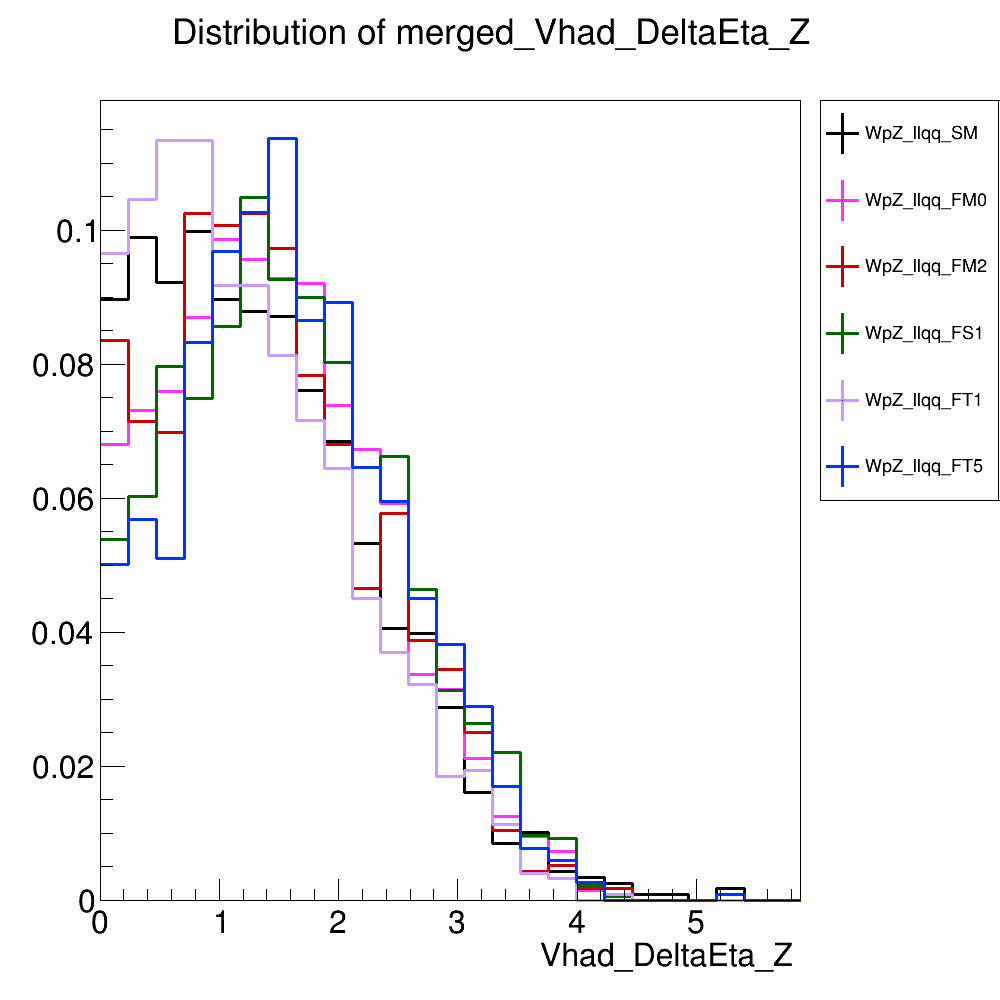 Distribution of merged_Vhad_DeltaEta_Z
WpZ_llqq_SM
WpZ_llqq_FM0
WpZ_llqq_FM2
WpZ_llqq_FS1
WpZ_llqq_FT1
WpZ_llqq_FT5
0.1
0.08
0.06
0.04
0.02
0
0 1 2 3 4 5
Vhad_DeltaEta_Z